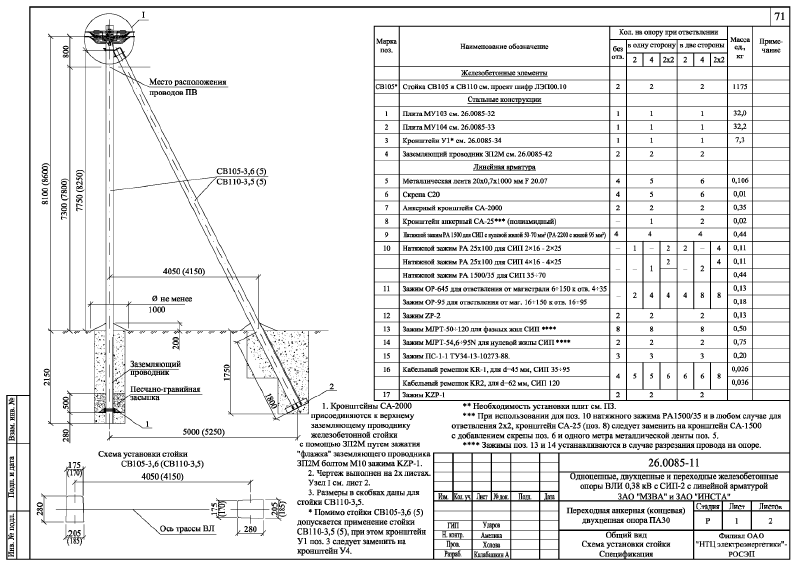 71
I
800
8100 (8600)
7300 (7800)
7750 (8250)
Место расположения
проводов ПВ
СВ105-3,6 (5)
СВ110-3,5 (5)
4050 (4150)
Ø не менее
1000
200
2150
1750
1800
Заземляющий
проводник
Песчано-гравийная
засыпка
500
280
1
2
5000 (5250)
Марка
поз.
Наименование обозначение
Кол. на опору при ответвлении
без
отв.
в одну сторону
в две стороны
2 4 2х2 2 4 2х2
Масса
ед.,
кг
Приме-
чание
Железобетонные элементы
СВ105* Стойка СВ105 и СВ110 см. проект шифр ЛЭП00.10 2 2 2 1175
Стальные конструкции
1 Плита МУ103 см. 26.0085-32 1 1 1 32,0
2 Плита МУ104 см. 26.0085-33 1 1 1 32,2
3 Кронштейн У1* см. 26.0085-34 1 1 1 7,3
4 Заземляющий проводник ЗП2М см. 26.0085-42 2 2 2
Линейная арматура
5 Металлическая лента 20х0,7х1000 мм F 20.07 4 5 6 0,106
6 Скрепа С20 4 5 6 0,01
7 Анкерный кронштейн СА-2000 2 2 2 0,35
8 Кронштейн анкерный СА-25*** (полиамидный) – 1 2 0,02
9 Натяжной зажим РА 1500 для СИП с нулевой жилой 50-70 мм² (РА-2200 с жилой 95 мм²) 4 4 4 0,44
10 Натяжной зажим РА 25х100 для СИП 2×16 - 2×25 – 1 – 2 2 – 4 0,11
Натяжной зажим РА 25х100 для СИП 4×16 - 4×25 2 4 0,11
Натяжной зажим РА 1500/35 для СИП 35÷70 – – 1 – – 2 – 0,44
11 Зажим ОР-645 для ответвления от магистрали 6÷150 к отв. 4÷35 – 2 4 4 4 8 8 0,13
Зажим ОР-95 для ответвления от маг. 16÷150 к отв. 16÷95 0,18
12 Зажим ZP-2 2 2 2 0,13
13 Зажим МЛРТ-50÷120 для фазных жил СИП **** 8 8 8 0,50
14 Зажим МЛРТ-54,6÷95N для нулевой жилы СИП **** 2 2 2 0,75
15 Зажим ПС-1-1 ТУ34-13-10273-88. 3 3 3 0,20
16 Кабельный ремешок KR-1, для d=45 мм, СИП 35÷95 4 5 5 6 6 6 8 0,026
Кабельный ремешок KR2, для d=62 мм, СИП 120 0,036
17 Зажим KZP-1 2 2 2
** Необходимость установки плит см. ПЗ.
*** При использовании для поз. 10 натяжного зажима РА1500/35 и в любом случае для
ответвления 2х2, кронштейн СА-25 (поз. 8) следует заменить на кронштейн СА-1500
с добавлением скрепы поз. 6 и одного метра металлической ленты поз. 5.
**** Зажимы поз. 13 и 14 устанавливаются в случаях разрезания провода на опоре.
1. Кронштейны СА-2000
присоединяются к верхнему
заземляющему проводнику
железобетонной стойки
с помощью ЗП2М путем зажатия
"флажка" заземляющего проводника
ЗП2М болтом М10 зажима KZP-1.
2. Чертеж выполнен на 2х листах.
Узел I см. лист 2.
3. Размеры в скобках даны для
стойки СВ110-3,5.
* Помимо стойки СВ105-3,6 (5)
допускается применение стойки
СВ110-3,5 (5), при этом кронштейн
У1 поз. 3 следует заменить на
кронштейн У4.
Схема установки стойки
СВ105-3,6 (СВ110-3,5)
175
(170)
4050 (4150)
175
(170)
280
280
205
(185)
205
(185)
Ось трассы ВЛ
Взам. инв. №
Подп. и дата
Инв. № подл.
26.0085-11
Одноцепные, двухцепные и переходные железобетонные
опоры ВЛИ 0,38 кВ с СИП-2 с линейной арматурой
ЗАО "МЗВА" и ЗАО "ИНСТА"
Изм. Кол. уч. Лист № док. Подп. Дата
Переходная анкерная (концевая)
двухцепная опора ПА30
Стадия Лист Листов
Р 1 2
ГИП Ударов
Н. контр. Амелина
Пров. Холова
Разраб. Калабашкин А
Общий вид
Схема установки стойки
Спецификация
Филиал ОАО
"НТЦ электроэнергетики"-
РОСЭП